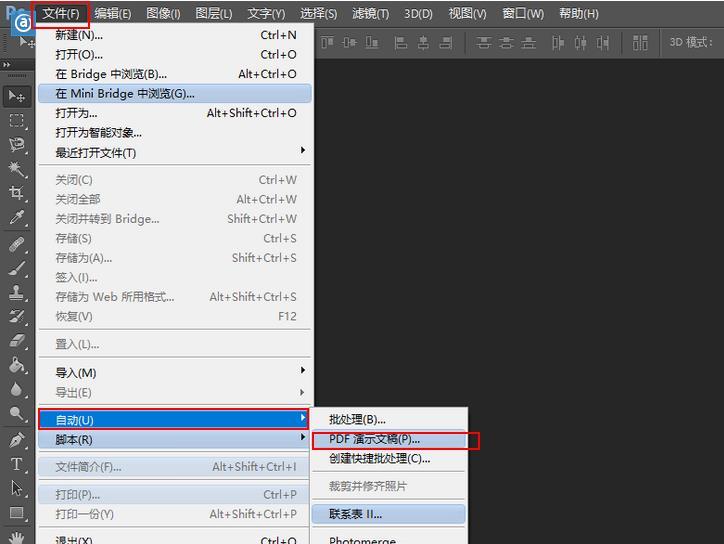 Ps 文件(F) 编辑(E) 图像(I) 图层(L) 文字(Y) 选择(S) 滤镜(T) 3D(D) 视图(V) 窗口(W) 帮助(H)
@
3D 模式:
新建(N)... Ctrl+N
打开(O)... Ctrl+O
在 Bridge 中浏览(B)... Alt+Ctrl+O
在 Mini Bridge 中浏览(G)...
打开为... Alt+Shift+Ctrl+O
打开为智能对象...
最近打开文件(T)
关闭(C) Ctrl+W
关闭全部 Alt+Ctrl+W
关闭并转到 Bridge... Shift+Ctrl+W
存储(S) Ctrl+S
存储为(A)... Shift+Ctrl+S
签入(I)...
存储为 Web 所用格式... Alt+Shift+Ctrl+S
恢复(V) F12
置入(L)...
导入(M)
导出(E)
自动(U)
脚本(R)
文件简介(F)... Alt+Shift+Ctrl+I
打印(P)... Ctrl+P
打印一份(Y) Alt+Shift+Ctrl+P
退出(X) Ctrl+Q
批处理(B)...
PDF 演示文稿(P)...
创建快捷批处理(C)...
裁剪并修齐照片
联系表 II...
Photomerge...
T